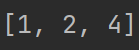 [1, 2, 4]